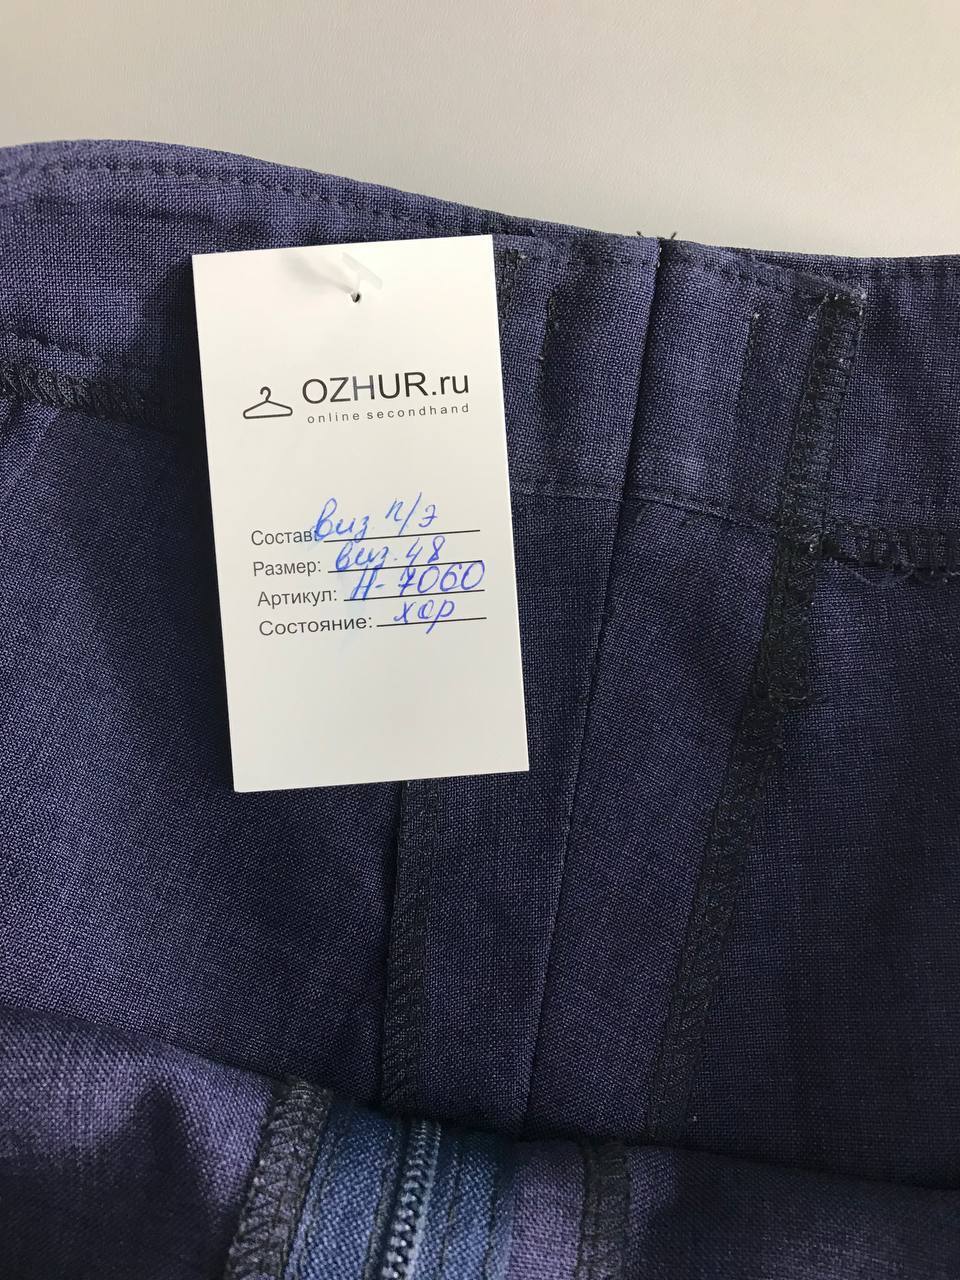 OZHUR.ru
online secondhand
Состав: виз п/э
Размер: виз. 48
Артикул: Н-7060
Состояние: хор